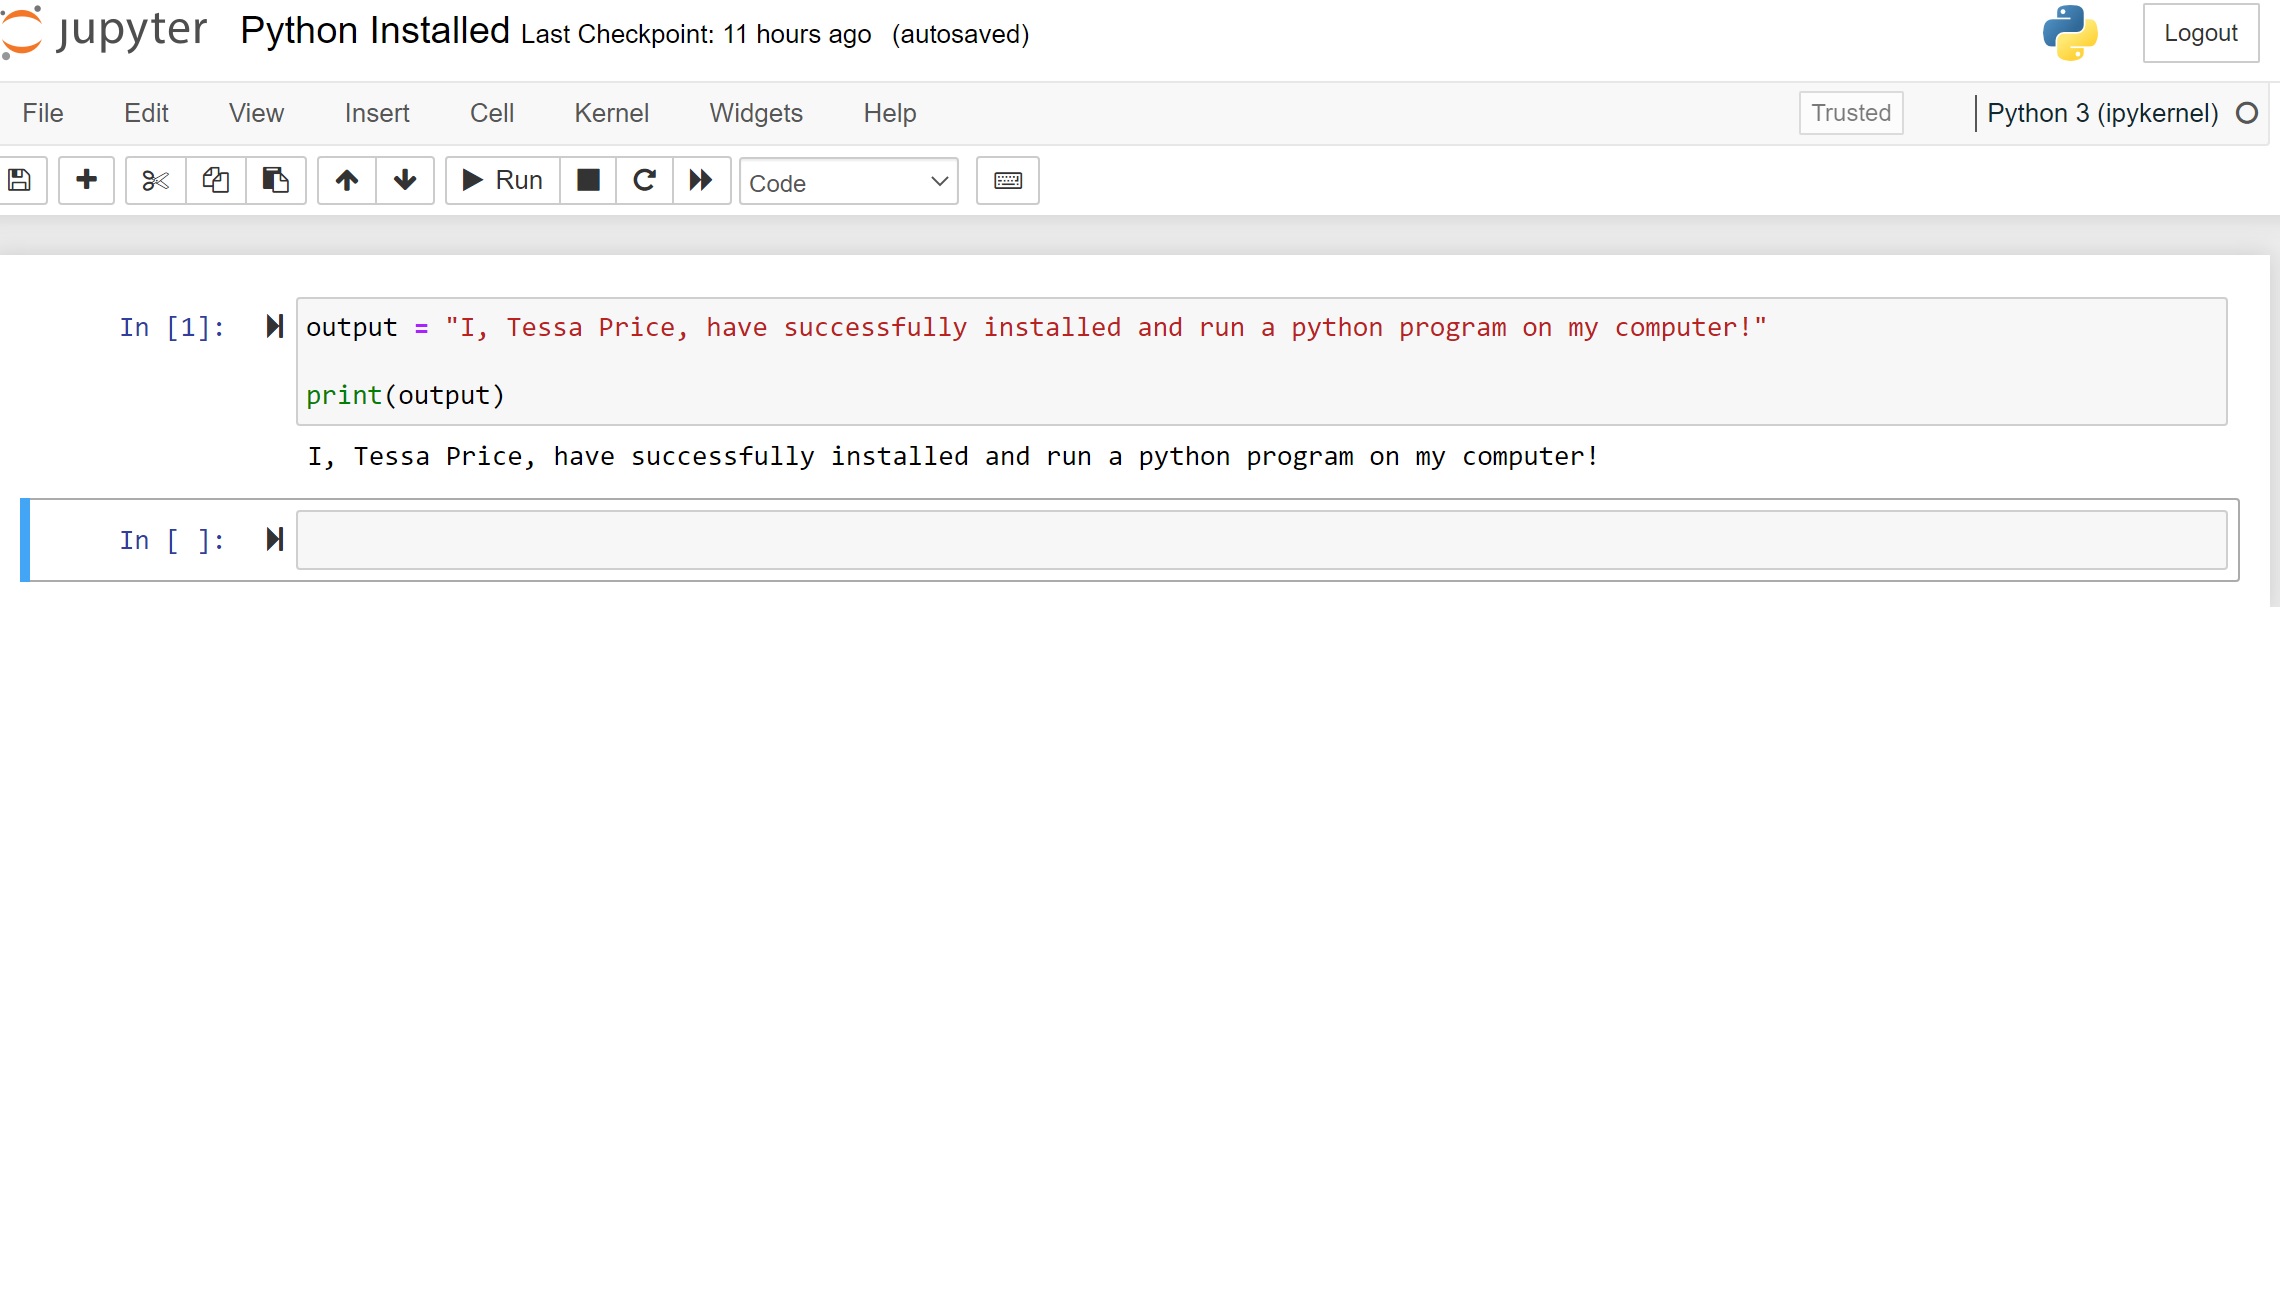 jupyter Python Installed Last Checkpoint: 11 hours ago (autosaved) Logout
File Edit View Insert Cell Kernel Widgets Help Trusted Python 3 (ipykernel)
Run Code
In [1]: output = "I, Tessa Price, have successfully installed and run a python program on my computer!"
print(output)
I, Tessa Price, have successfully installed and run a python program on my computer!
In [ ]: